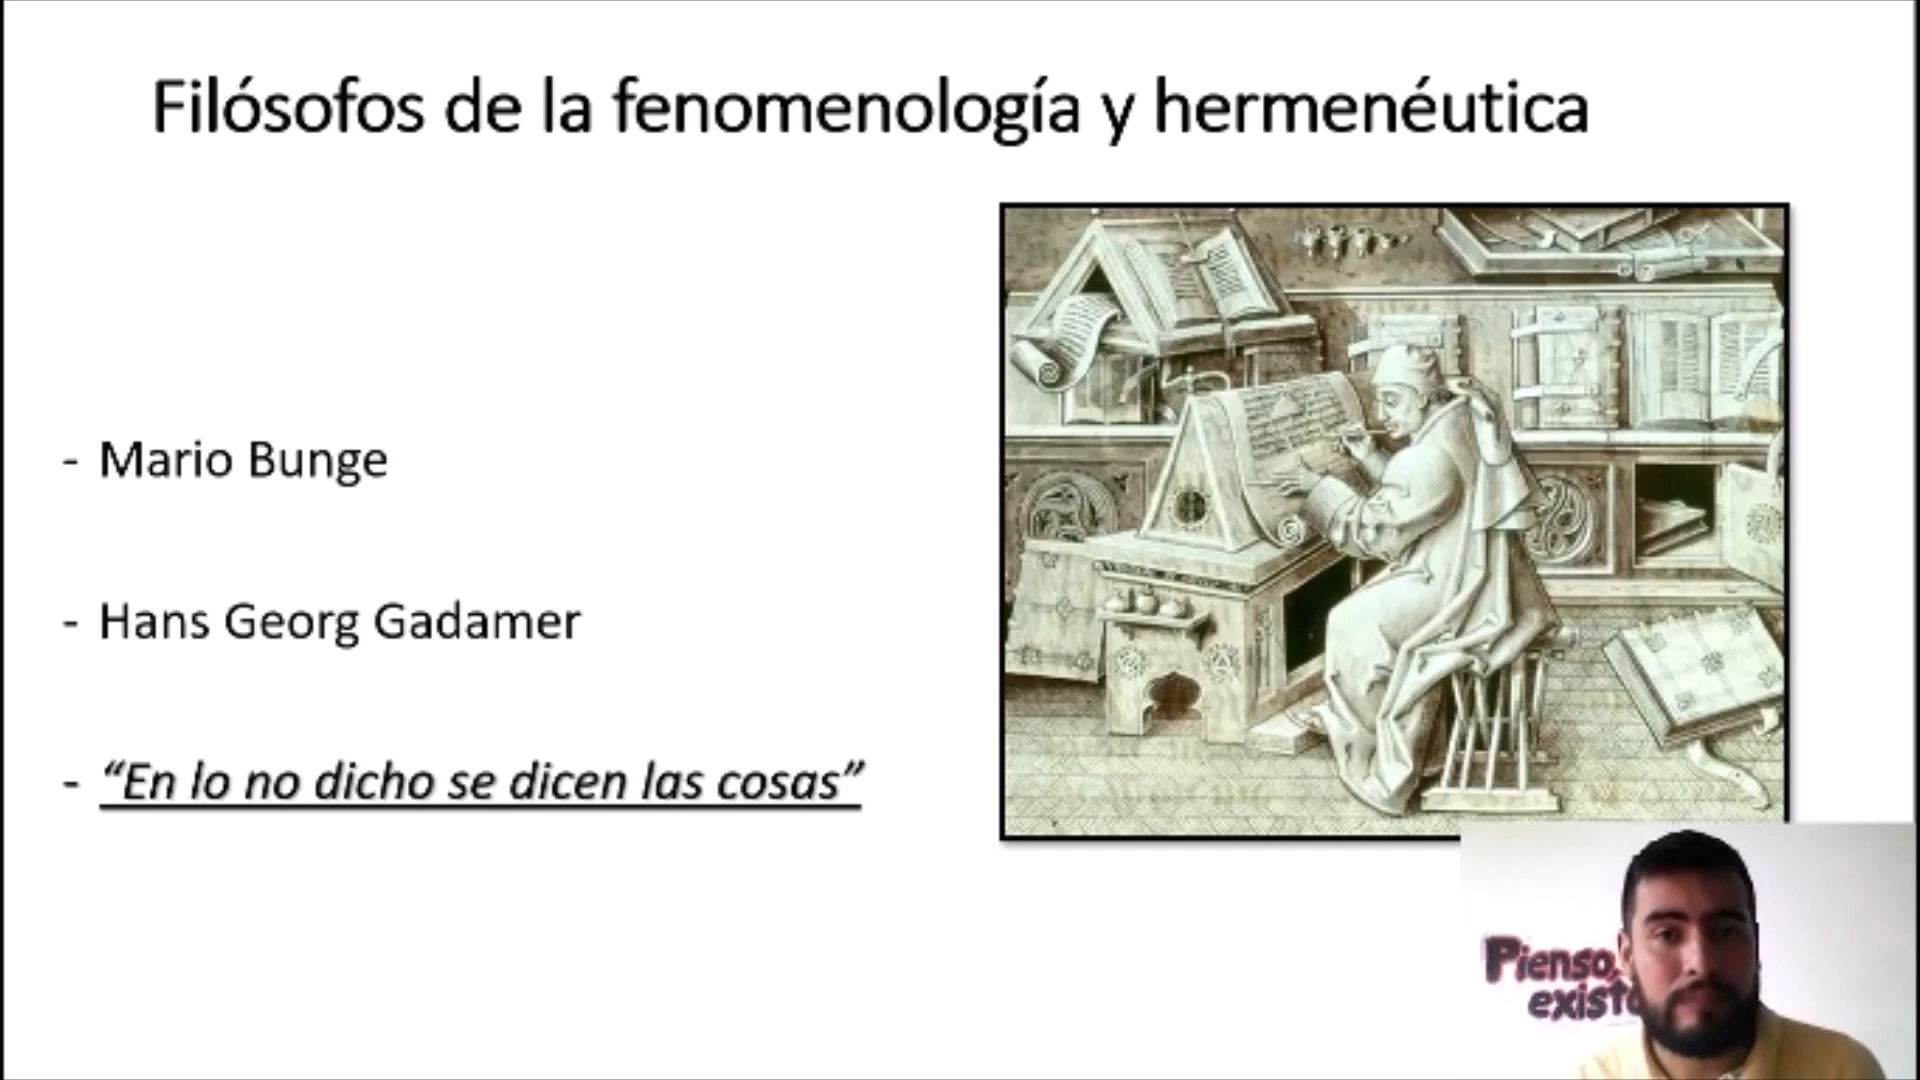 Filósofos de la fenomenología y hermenéutica
- Mario Bunge
- Hans Georg Gadamer
- “En lo no dicho se dicen las cosas”
Pienso,